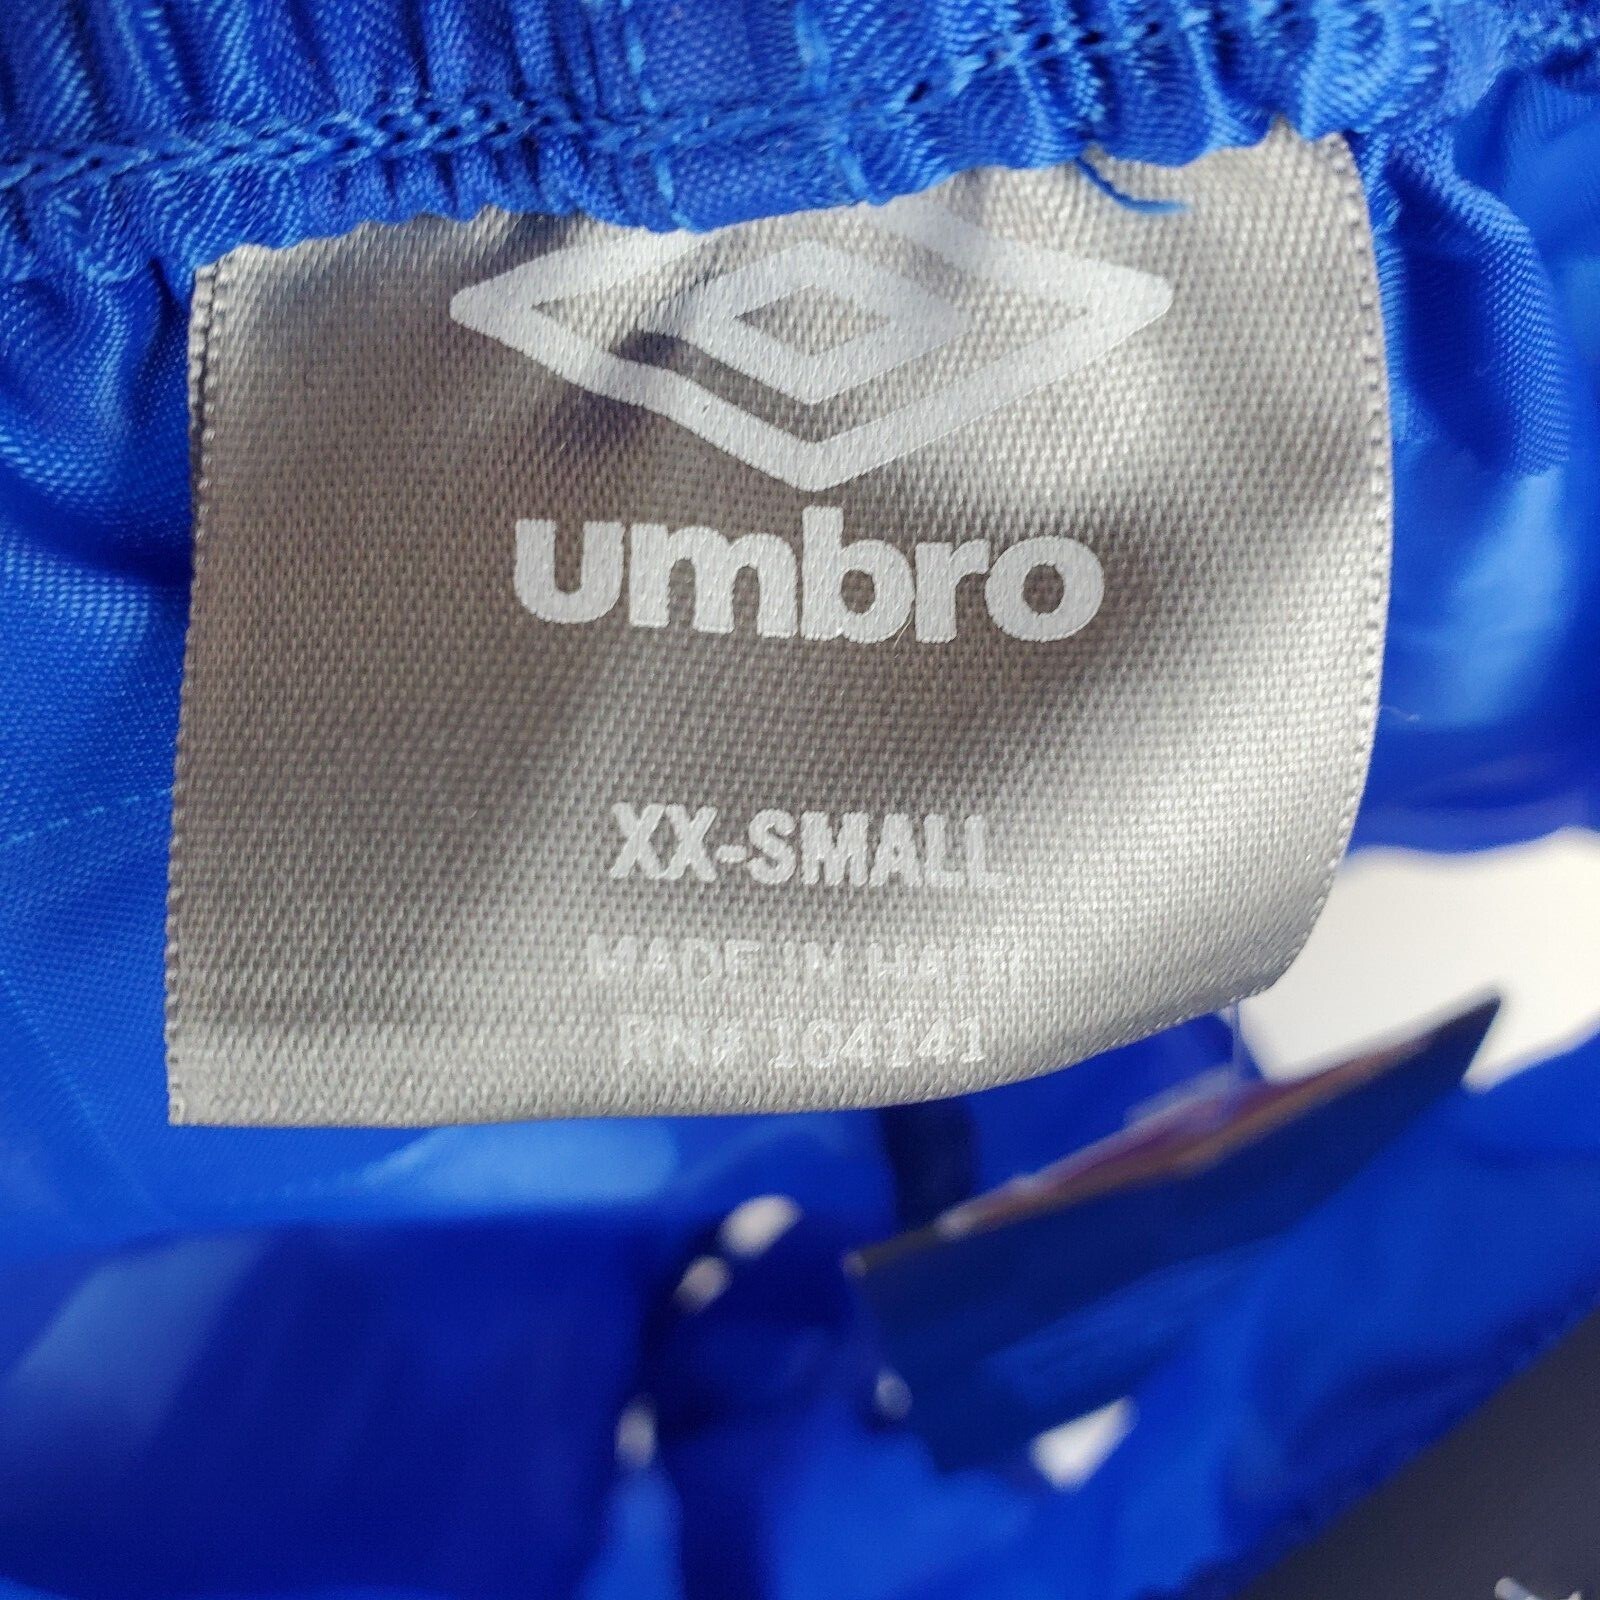 umbro
XX-SMALL
MADE IN HAITI
RN# 104141